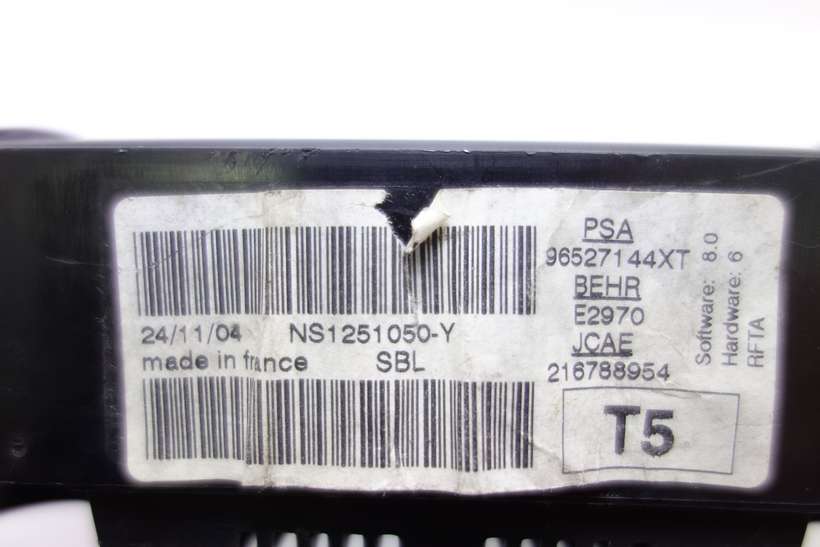 24/11/04 NS1251050-Y
made in france SBL
PSA
96527144XT
BEHR
E2970
JCAE
216788954
T5
Software: 8.0
Hardware: 6
RFTA